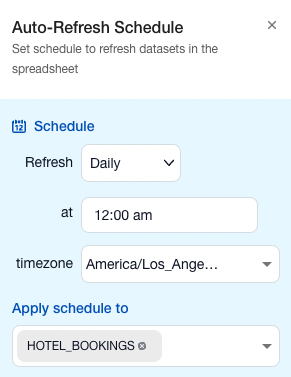 Auto-Refresh Schedule
Set schedule to refresh datasets in the
spreadsheet
12 Schedule
Refresh Daily
at 12:00 am
timezone America/Los_Ange…
Apply schedule to
HOTEL_BOOKINGS